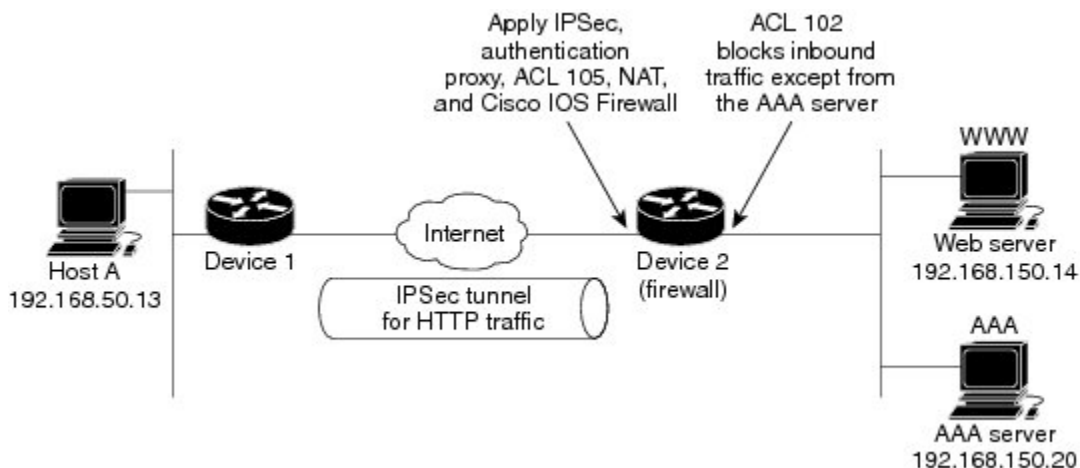 Apply IPSec,
authentication
proxy, ACL 105, NAT,
and Cisco IOS Firewall
ACL 102
blocks inbound
traffic except from
the AAA server
WWW
Host A
192.168.50.13
Device 1
Internet
IPSec tunnel
for HTTP traffic
Device 2
(firewall)
Web server
192.168.150.14
AAA
AAA server
192.168.150.20